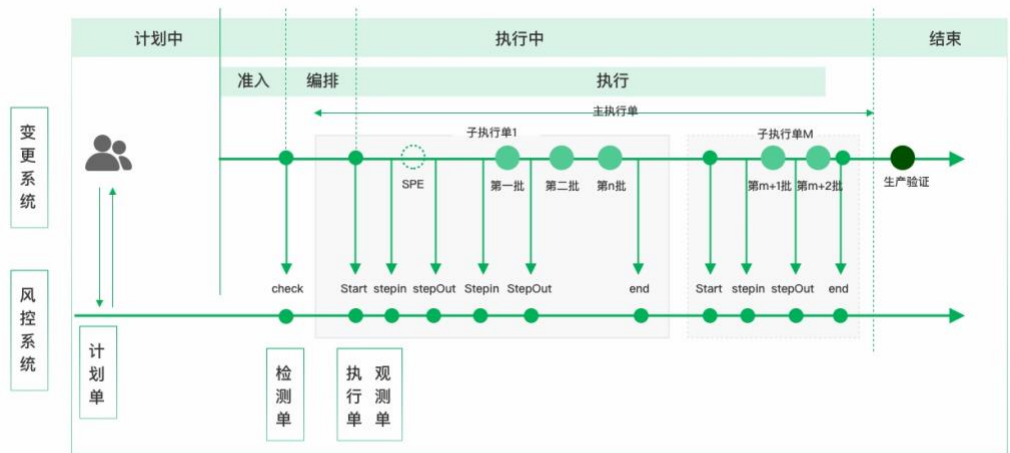 计划中
执行中
结束
准入
编排
执行
主执行单
变更系统
子执行单1
子执行单M
SPE
第一批
第二批
第n批
第m+1批
第m+2批
生产验证
风控系统
check
Start
stepin
stepOut
Stepin
StepOut
end
Start
stepin
stepOut
end
计划单
检测单
执行单
观测单